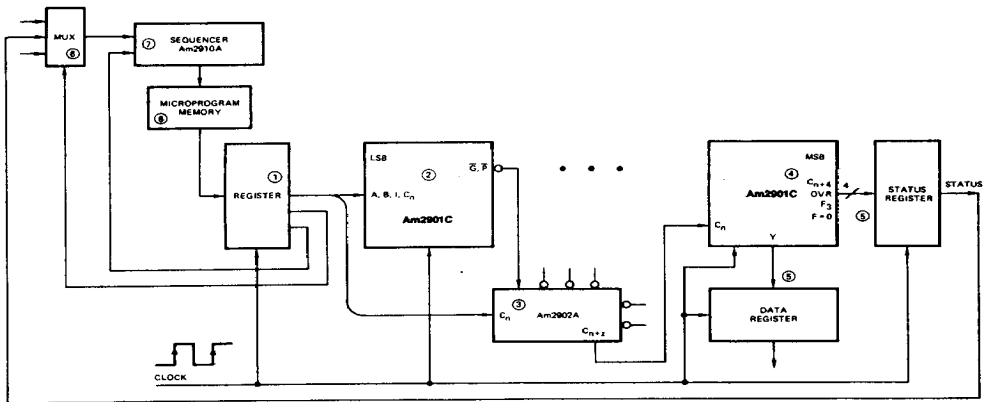 MUX
⑥
⑦
SEQUENCER
Am2910A
MICROPROGRAM
MEMORY
⑧
①
REGISTER
LSB
②
G̅, P̅
A, B, I, Cn
Am2901C
• • •
MSB
④
Cn+4
OVR
F3
F = 0
Am2901C
Cn
Y
4
⑤
STATUS
REGISTER
STATUS
③
Cn
Am2902A
Cn+z
⑤
DATA
REGISTER
CLOCK